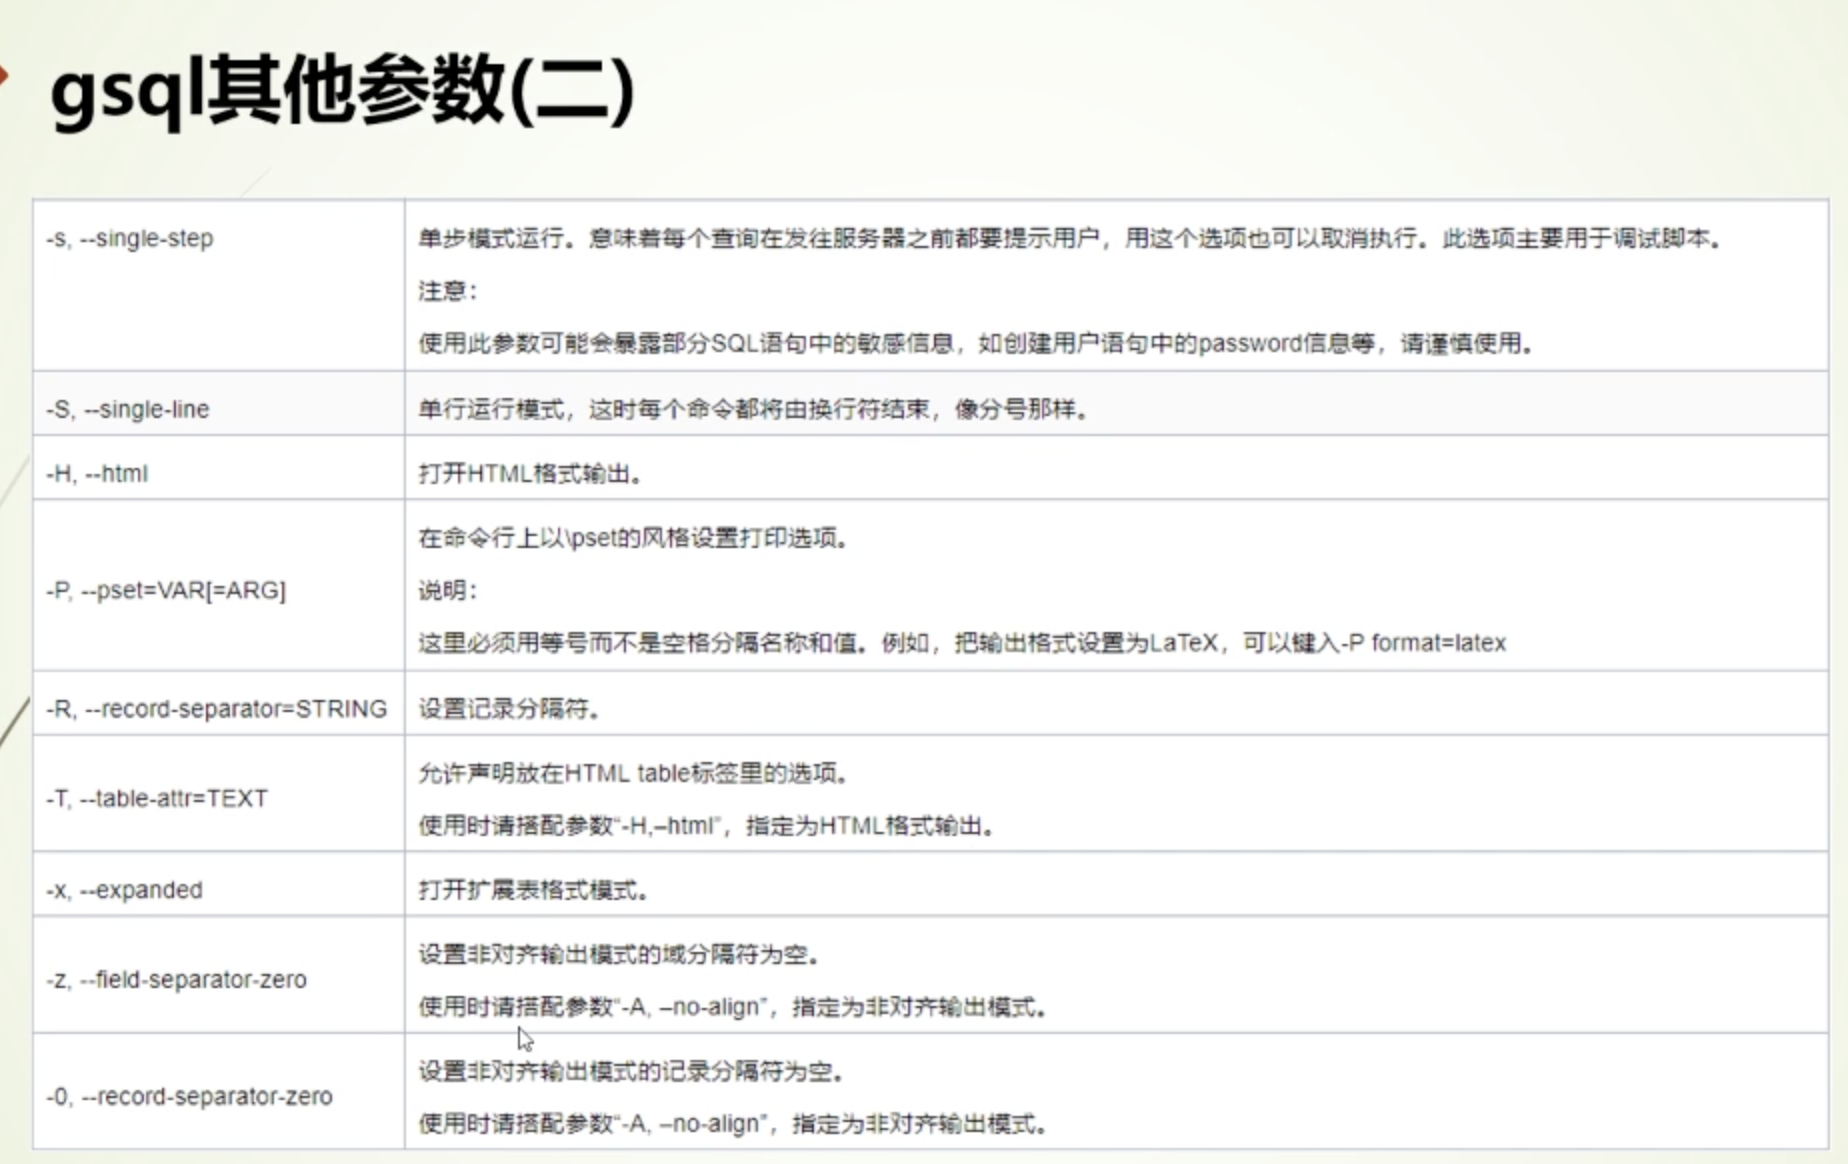 gsql其他参数(二)
-s, --single-step
单步模式运行。意味着每个查询在发往服务器之前都要提示用户，用这个选项也可以取消执行。此选项主要用于调试脚本。
注意：
使用此参数可能会暴露部分SQL语句中的敏感信息，如创建用户语句中的password信息等，请谨慎使用。
-S, --single-line
单行运行模式，这时每个命令都将由换行符结束，像分号那样。
-H, --html
打开HTML格式输出。
-P, --pset=VAR[=ARG]
在命令行上以\pset的风格设置打印选项。
说明：
这里必须用等号而不是空格分隔名称和值。例如，把输出格式设置为LaTeX，可以键入-P format=latex
-R, --record-separator=STRING
设置记录分隔符。
-T, --table-attr=TEXT
允许声明放在HTML table标签里的选项。
使用时请搭配参数“-H,–html”，指定为HTML格式输出。
-x, --expanded
打开扩展表格式模式。
-z, --field-separator-zero
设置非对齐输出模式的域分隔符为空。
使用时请搭配参数“-A, –no-align”，指定为非对齐输出模式。
-0, --record-separator-zero
设置非对齐输出模式的记录分隔符为空。
使用时请搭配参数“-A, –no-align”，指定为非对齐输出模式。